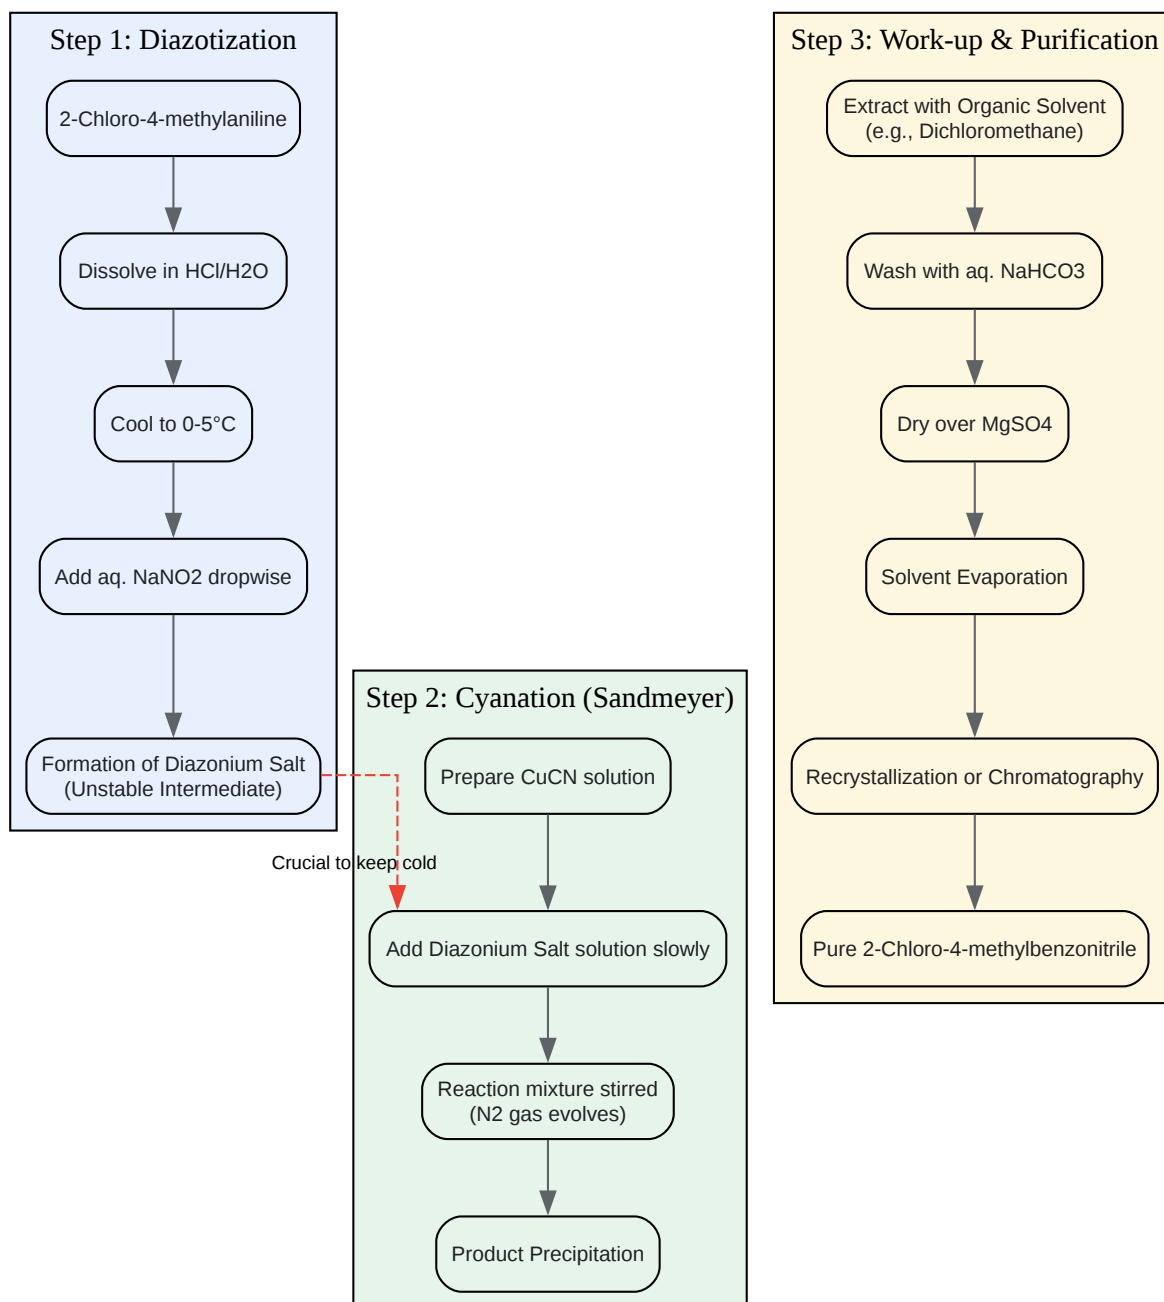 Step 1: Diazotization
2-Chloro-4-methylaniline
Dissolve in HCl/H2O
Cool to 0-5°C
Add aq. NaNO2 dropwise
Formation of Diazonium Salt
(Unstable Intermediate)
Crucial to keep cold
Step 2: Cyanation (Sandmeyer)
Prepare CuCN solution
Add Diazonium Salt solution slowly
Reaction mixture stirred
(N2 gas evolves)
Product Precipitation
Step 3: Work-up & Purification
Extract with Organic Solvent
(e.g., Dichloromethane)
Wash with aq. NaHCO3
Dry over MgSO4
Solvent Evaporation
Recrystallization or Chromatography
Pure 2-Chloro-4-methylbenzonitrile